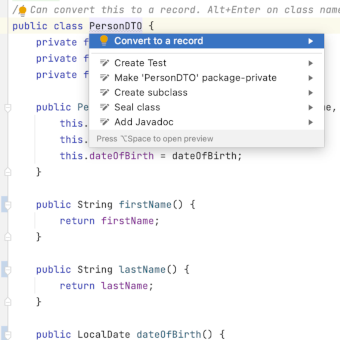 / Can convert this to a record. Alt+Enter on class name
public class PersonDTO {
private f
Convert to a record
private f
Create Test
private f
Make 'PersonDTO' package-private
Create subclass
public Pe
Seal class
this.
Add Javadoc
this.
Press ⌥Space to open preview
this.dateOfBirth = dateOfBirth;
}
public String firstName() {
return firstName;
}
public String lastName() {
return lastName;
}
public LocalDate dateOfBirth() {